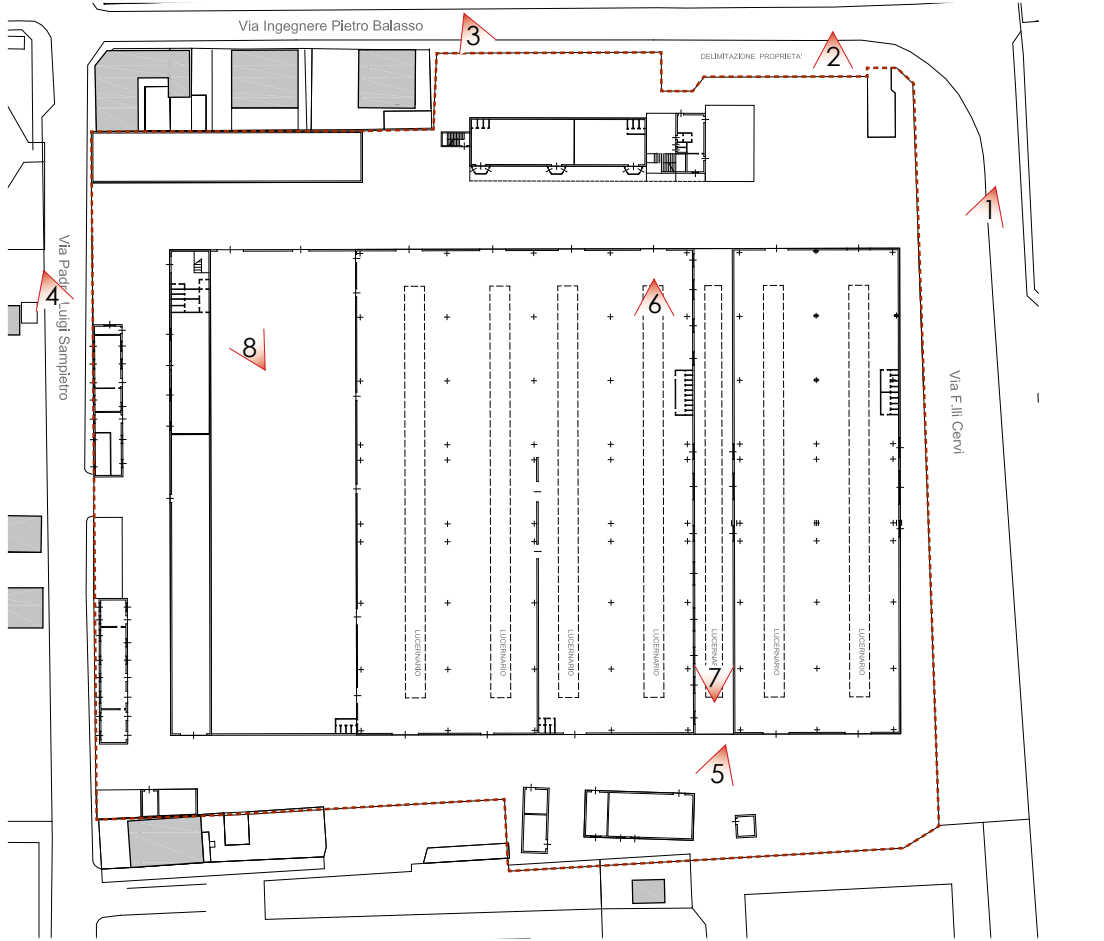 Via Ingegnere Pietro Balasso
3
2
DELIMITAZIONE PROPRIETA'
1
Via Padre Luigi Sampietro
4
6
8
Via F.lli Cervi
LUCERNARIO
LUCERNARIO
LUCERNARIO
LUCERNARIO
LUCERNARIO
LUCERNARIO
LUCERNARIO
7
5